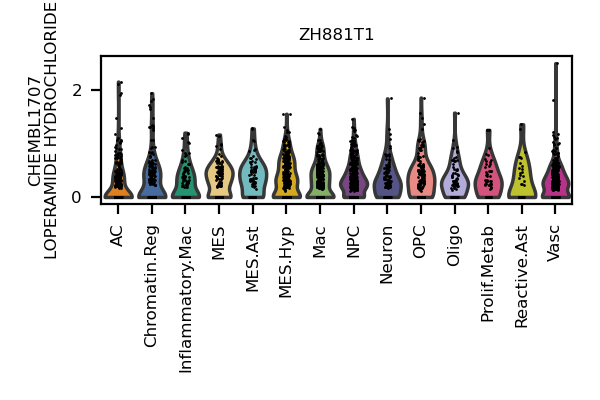 ZH881T1
CHEMBL1707
LOPERAMIDE HYDROCHLORIDE
2
0
AC
Chromatin.Reg
Inflammatory.Mac
MES
MES.Ast
MES.Hyp
Mac
NPC
Neuron
OPC
Oligo
Prolif.Metab
Reactive.Ast
Vasc